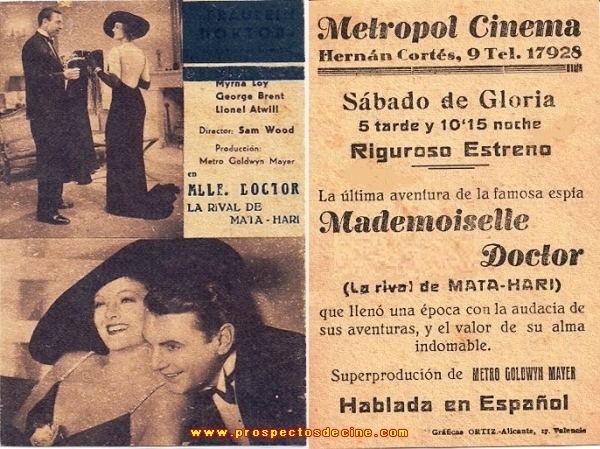 FRÄULEIN
DOKTOR
Myrna Loy
George Brent
Lionel Atwill
Director: Sam Wood
Producción:
Metro Goldwyn Mayer
en
MLLE. DOCTOR
LA RIVAL DE
MATA-HARI
Metropol Cinema
Hernán Cortés, 9 Tel. 17928
Sábado de Gloria
5 tarde y 10'15 noche
Riguroso Estreno
La última aventura de la famosa espía
Mademoiselle
Doctor
(La rival de MATA-HARI)
que llenó una época con la audacia de
sus aventuras, y el valor de su alma
indomable.
Superprodución de METRO GOLDWYN MAYER
Hablada en Español
Gráficas ORTIZ.-Alicante, 17. Valencia
www.prospectosdecine.com